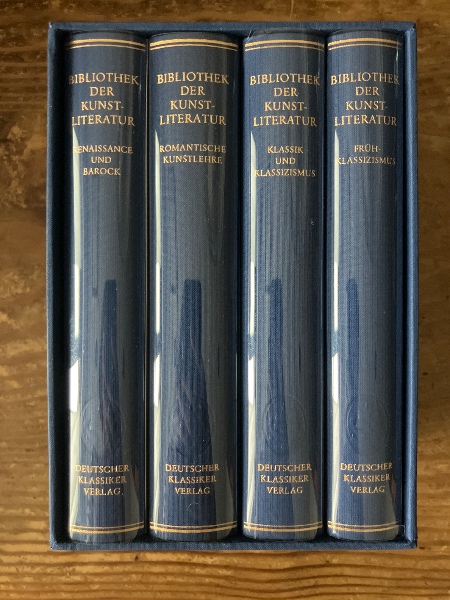 BIBLIOTHEK
DER
KUNST-
LITERATUR
RENAISSANCE
UND
BAROCK
DEUTSCHER
KLASSIKER
VERLAG
BIBLIOTHEK
DER
KUNST-
LITERATUR
ROMANTISCHE
KUNSTLEHRE
DEUTSCHER
KLASSIKER
VERLAG
BIBLIOTHEK
DER
KUNST-
LITERATUR
KLASSIK
UND
KLASSIZISMUS
DEUTSCHER
KLASSIKER
VERLAG
BIBLIOTHEK
DER
KUNST-
LITERATUR
FRÜH-
KLASSIZISMUS
DEUTSCHER
KLASSIKER
VERLAG